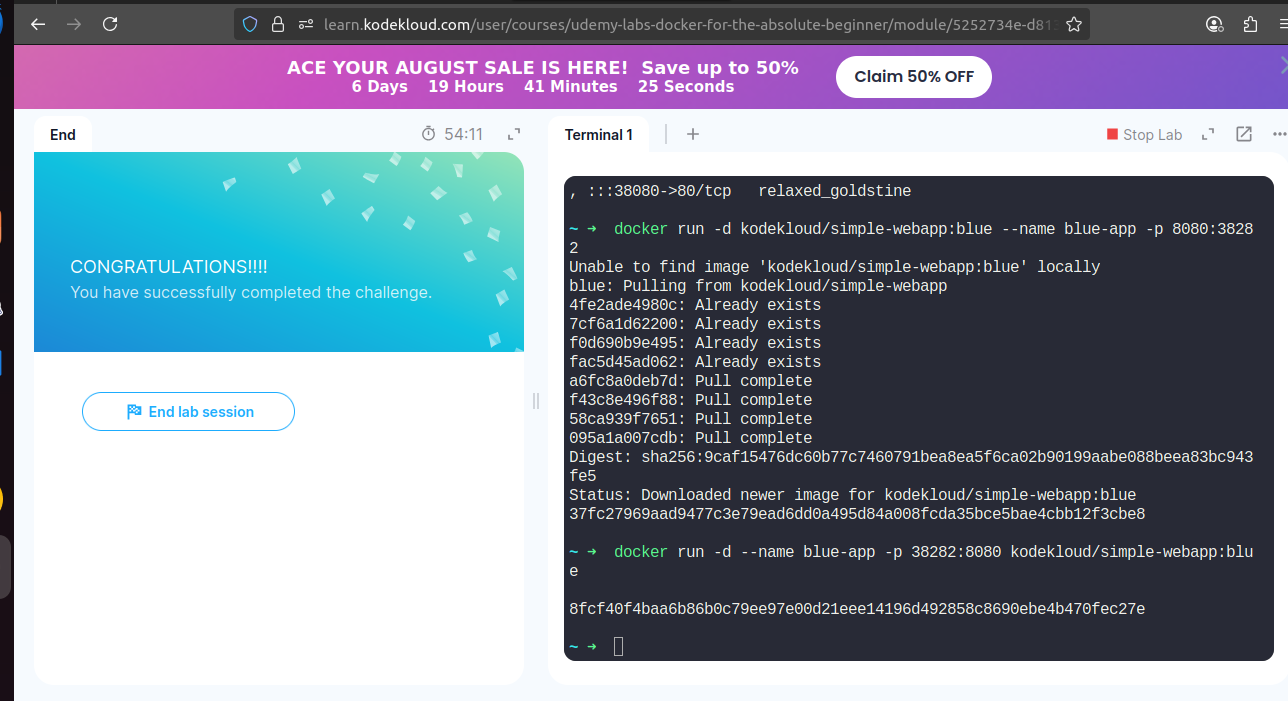 learn.kodekloud.com/user/courses/udemy-labs-docker-for-the-absolute-beginner/module/5252734e-d813
ACE YOUR AUGUST SALE IS HERE! Save up to 50%
6 Days 19 Hours 41 Minutes 25 Seconds
Claim 50% OFF
End
54:11
CONGRATULATIONS!!!!
You have successfully completed the challenge.
End lab session
Terminal 1
+
Stop Lab
, :::38080->80/tcp   relaxed_goldstine
~ ➜  docker run -d kodekloud/simple-webapp:blue --name blue-app -p 8080:3828
2
Unable to find image 'kodekloud/simple-webapp:blue' locally
blue: Pulling from kodekloud/simple-webapp
4fe2ade4980c: Already exists
7cf6a1d62200: Already exists
f0d690b9e495: Already exists
fac5d45ad062: Already exists
a6fc8a0deb7d: Pull complete
f43c8e496f88: Pull complete
58ca939f7651: Pull complete
095a1a007cdb: Pull complete
Digest: sha256:9caf15476dc60b77c7460791bea8ea5f6ca02b90199aabe088beea83bc943
fe5
Status: Downloaded newer image for kodekloud/simple-webapp:blue
37fc27969aad9477c3e79ead6dd0a495d84a008fcda35bce5bae4cbb12f3cbe8
~ ➜  docker run -d --name blue-app -p 38282:8080 kodekloud/simple-webapp:blu
e
8fcf40f4baa6b86b0c79ee97e00d21eee14196d492858c8690ebe4b470fec27e
~ ➜